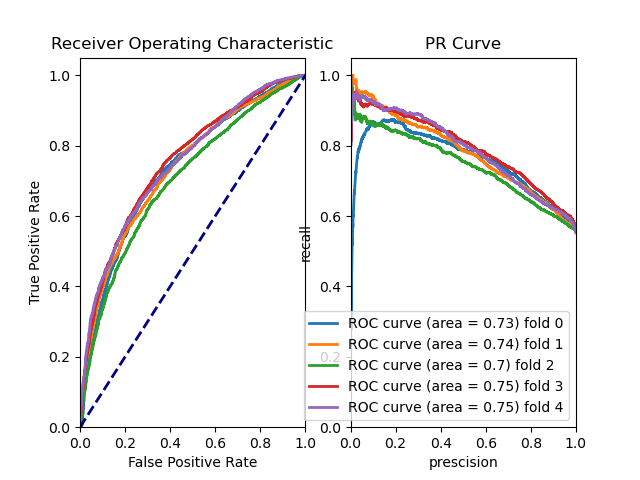 Receiver Operating Characteristic
True Positive Rate
1.0
0.8
0.6
0.4
0.2
0.0
0.0 0.2 0.4 0.6 0.8 1.0
False Positive Rate
PR Curve
recall
1.0
0.8
0.6
0.4
0.2
0.0
0.0 0.2 0.4 0.6 0.8 1.0
prescision
ROC curve (area = 0.73) fold 0
ROC curve (area = 0.74) fold 1
ROC curve (area = 0.7) fold 2
ROC curve (area = 0.75) fold 3
ROC curve (area = 0.75) fold 4